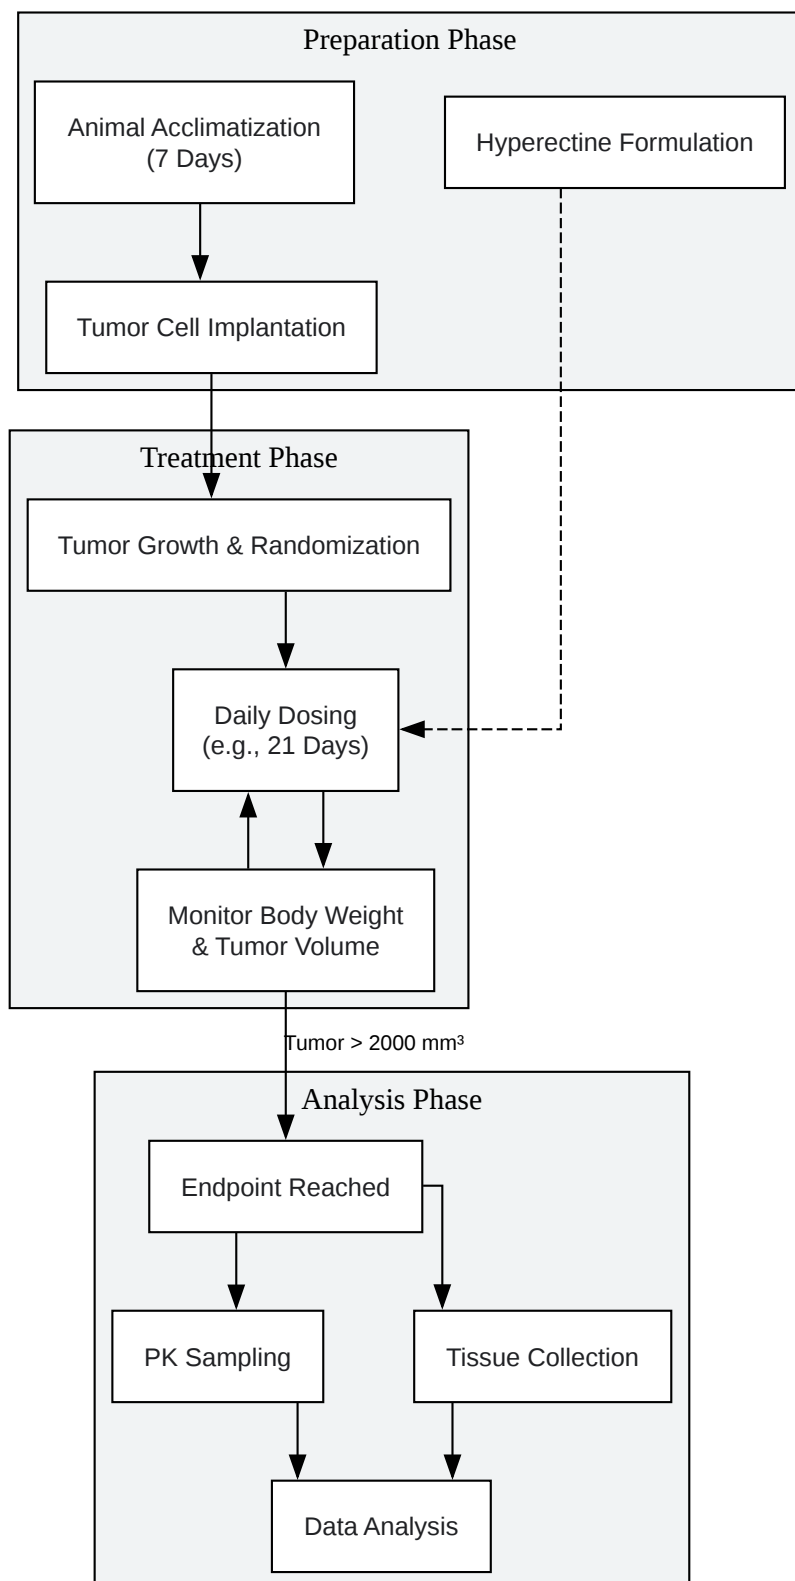 Preparation Phase
Animal Acclimatization
(7 Days)
Hyperectine Formulation
Tumor Cell Implantation
Treatment Phase
Tumor Growth & Randomization
Daily Dosing
(e.g., 21 Days)
Monitor Body Weight
& Tumor Volume
Tumor > 2000 mm³
Analysis Phase
Endpoint Reached
PK Sampling
Tissue Collection
Data Analysis